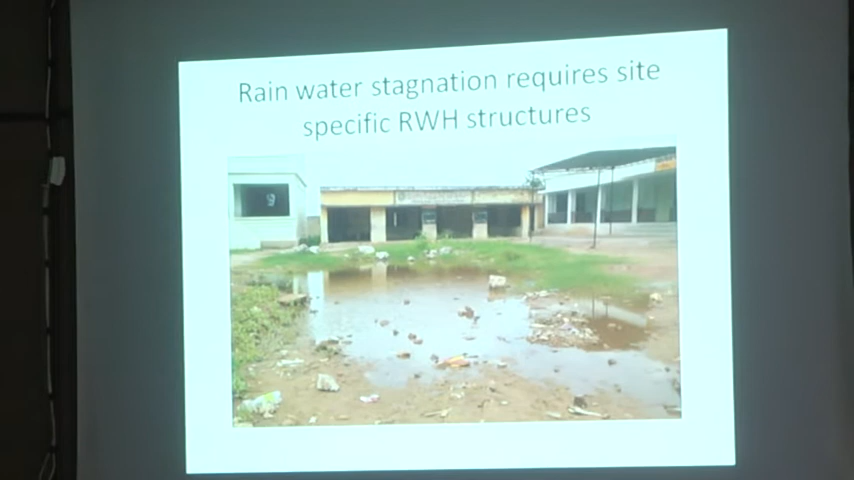 Rain water stagnation requires site
specific RWH structures